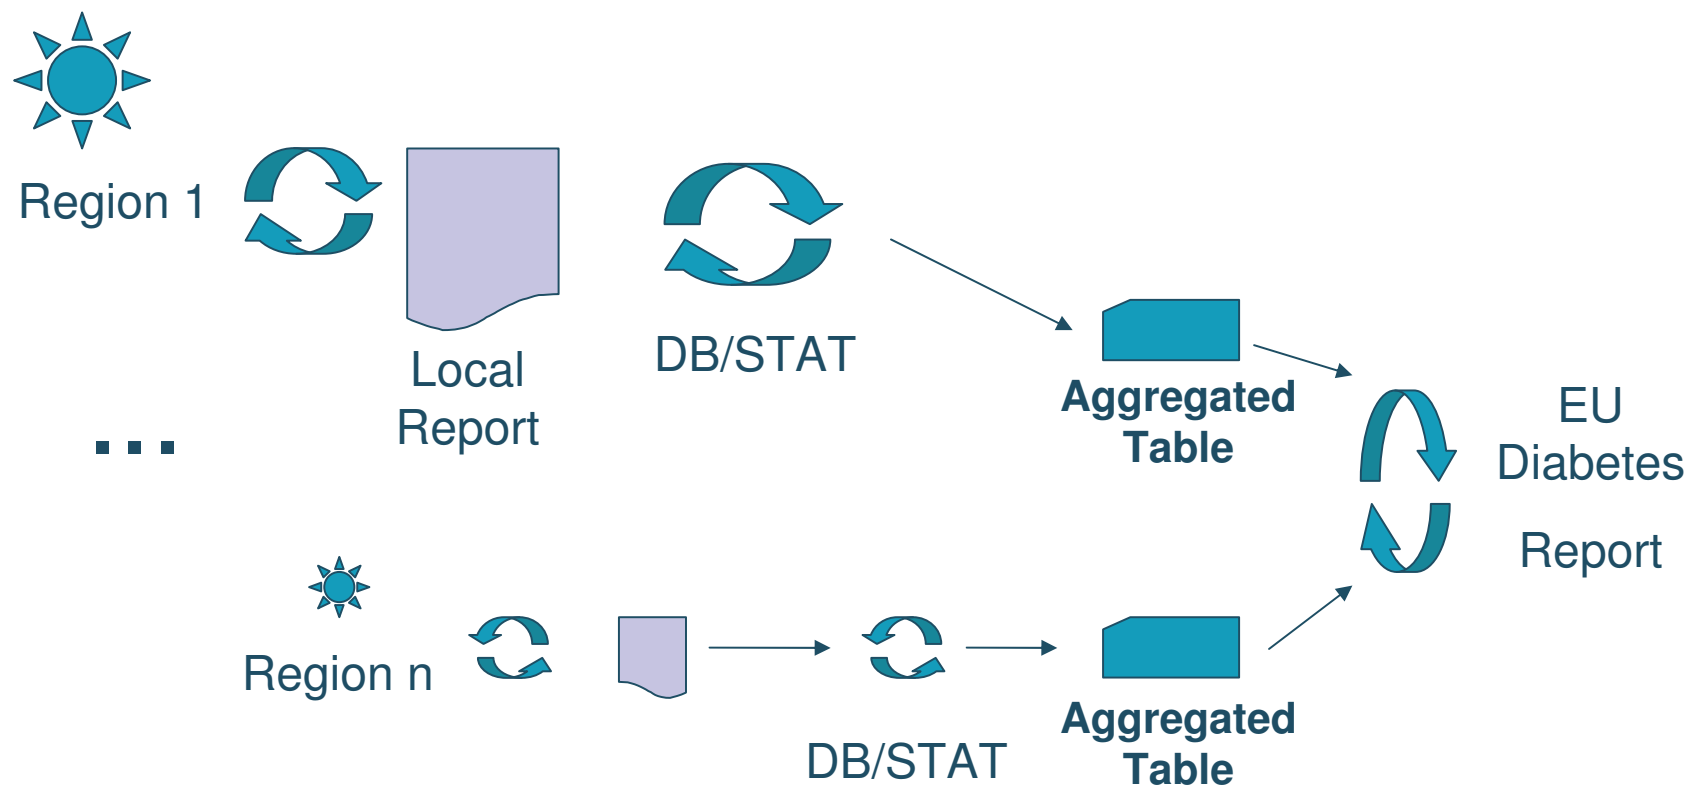 Region 1
Local
Report
DB/STAT
Aggregated
Table
EU
Diabetes
Report
...
Region n
DB/STAT
Aggregated
Table